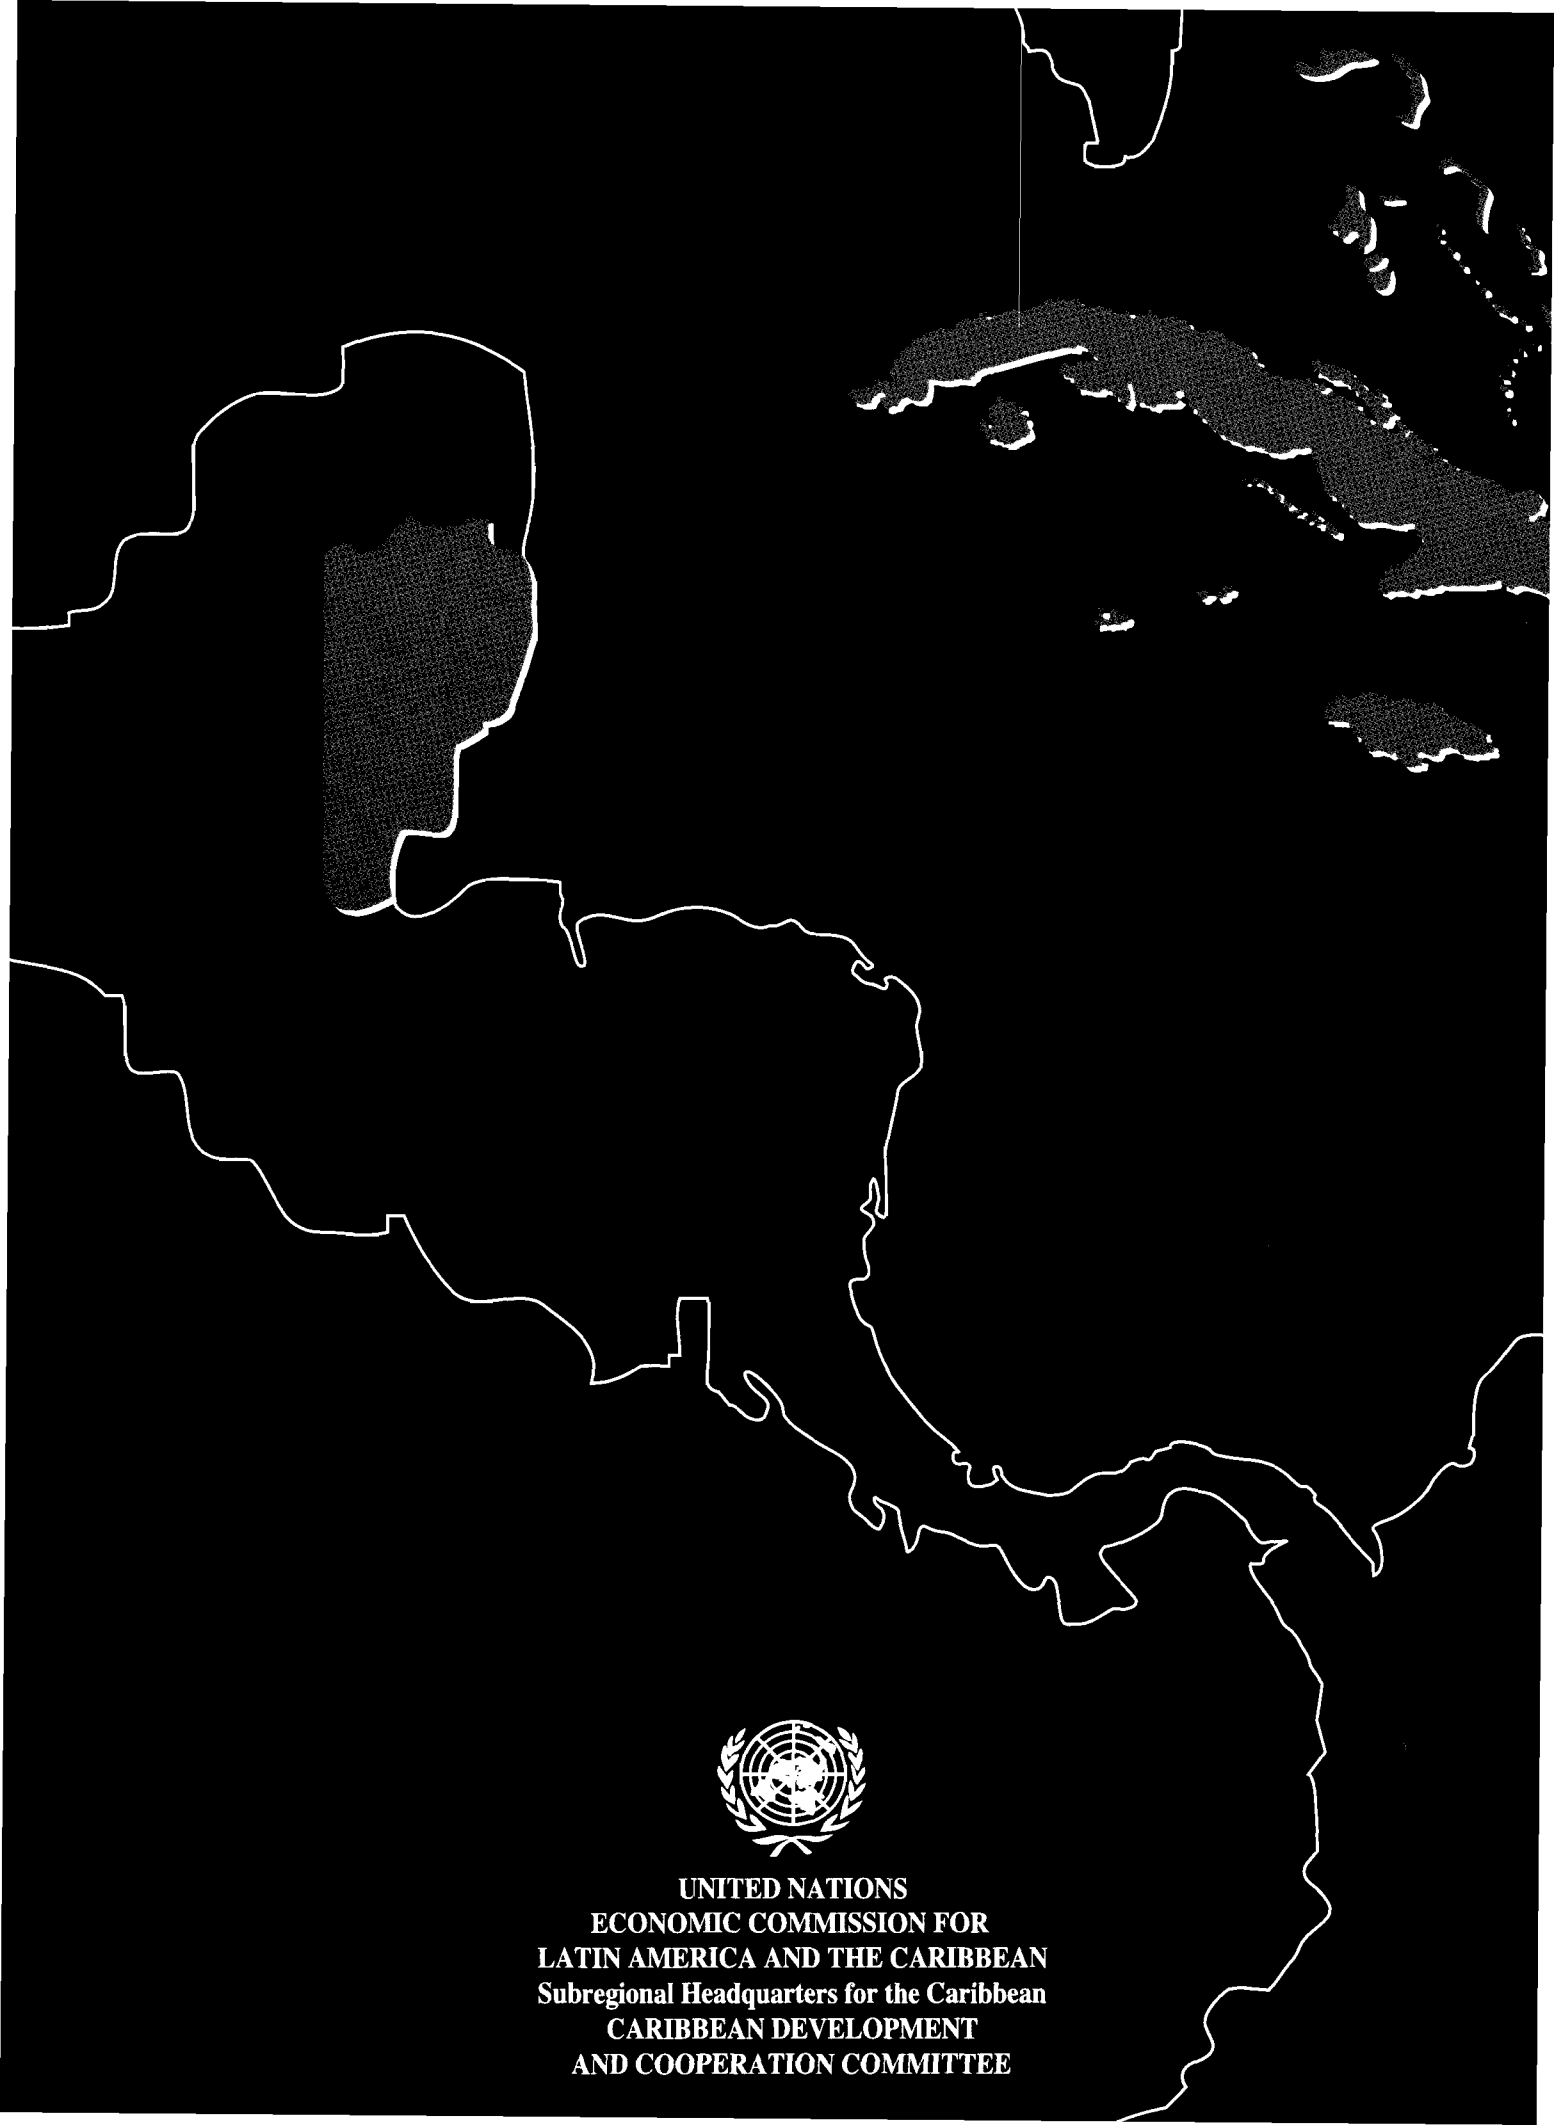 UNITED NATIONS
ECONOMIC COMMISSION FOR
LATIN AMERICA AND THE CARIBBEAN
Subregional Headquarters for the Caribbean
CARIBBEAN DEVELOPMENT
AND COOPERATION COMMITTEE